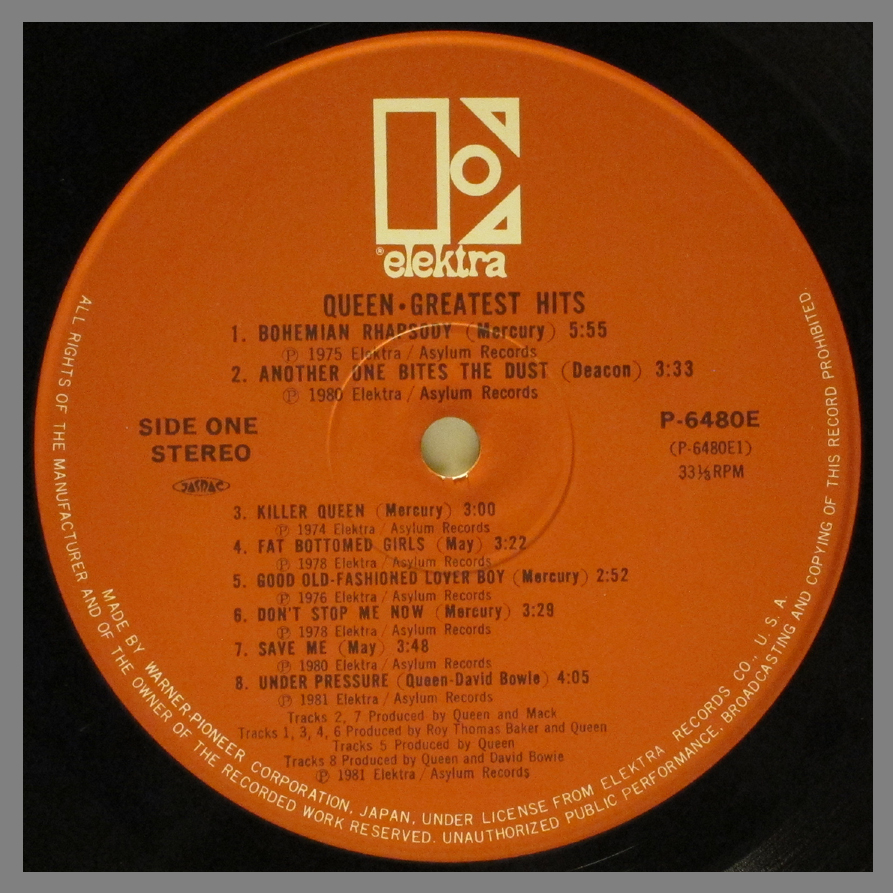 elektra
QUEEN • GREATEST HITS
1. BOHEMIAN RHAPSODY (Mercury) 5:55
℗ 1975 Elektra / Asylum Records
2. ANOTHER ONE BITES THE DUST (Deacon) 3:33
℗ 1980 Elektra / Asylum Records
SIDE ONE
STEREO
JASRAC
P-6480E
(P-6480E1)
33⅓ RPM
3. KILLER QUEEN (Mercury) 3:00
℗ 1974 Elektra / Asylum Records
4. FAT BOTTOMED GIRLS (May) 3:22
℗ 1978 Elektra / Asylum Records
5. GOOD OLD-FASHIONED LOVER BOY (Mercury) 2:52
℗ 1976 Elektra / Asylum Records
6. DON'T STOP ME NOW (Mercury) 3:29
℗ 1978 Elektra / Asylum Records
7. SAVE ME (May) 3:48
℗ 1980 Elektra / Asylum Records
8. UNDER PRESSURE (Queen-David Bowie) 4:05
℗ 1981 Elektra / Asylum Records
Tracks 2, 7 Produced by Queen and Mack
Tracks 1, 3, 4, 6 Produced by Roy Thomas Baker and Queen
Tracks 5 Produced by Queen
Tracks 8 Produced by Queen and David Bowie
℗ 1981 Elektra / Asylum Records
MADE BY WARNER-PIONEER CORPORATION, JAPAN, UNDER LICENSE FROM ELEKTRA RECORDS CO., U. S. A.
ALL RIGHTS OF THE MANUFACTURER AND OF THE OWNER OF THE RECORDED WORK RESERVED. UNAUTHORIZED PUBLIC PERFORMANCE, BROADCASTING AND COPYING OF THIS RECORD PROHIBITED.